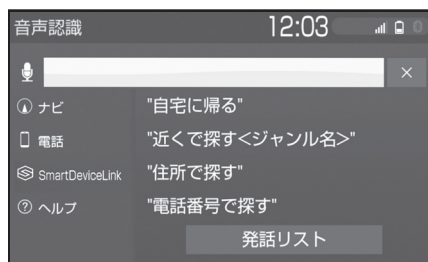 音声認識 12:03
×
ナビ "自宅に帰る"
電話 "近くで探す<ジャンル名>"
SmartDeviceLink "住所で探す"
ヘルプ "電話番号で探す"
発話リスト